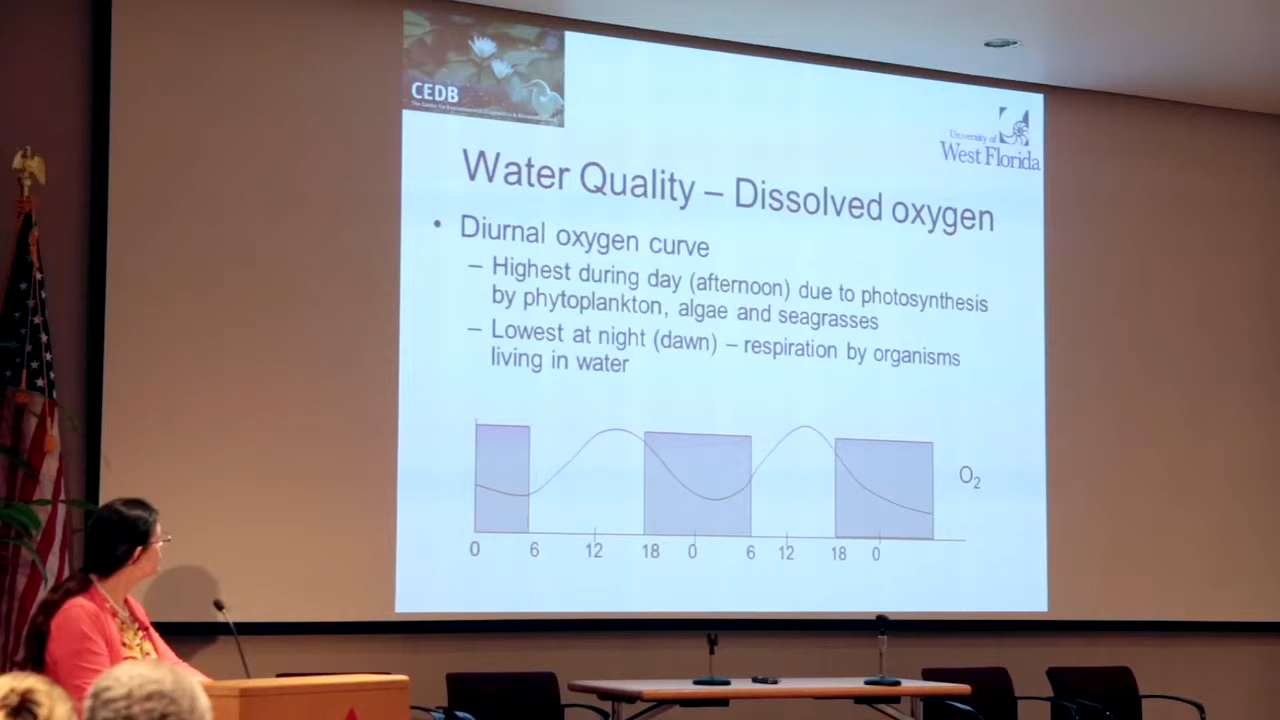 CEDB
University of
West Florida
Water Quality – Dissolved oxygen
• Diurnal oxygen curve
– Highest during day (afternoon) due to photosynthesis
by phytoplankton, algae and seagrasses
– Lowest at night (dawn) – respiration by organisms
living in water
O₂
0 6 12 18 0 6 12 18 0